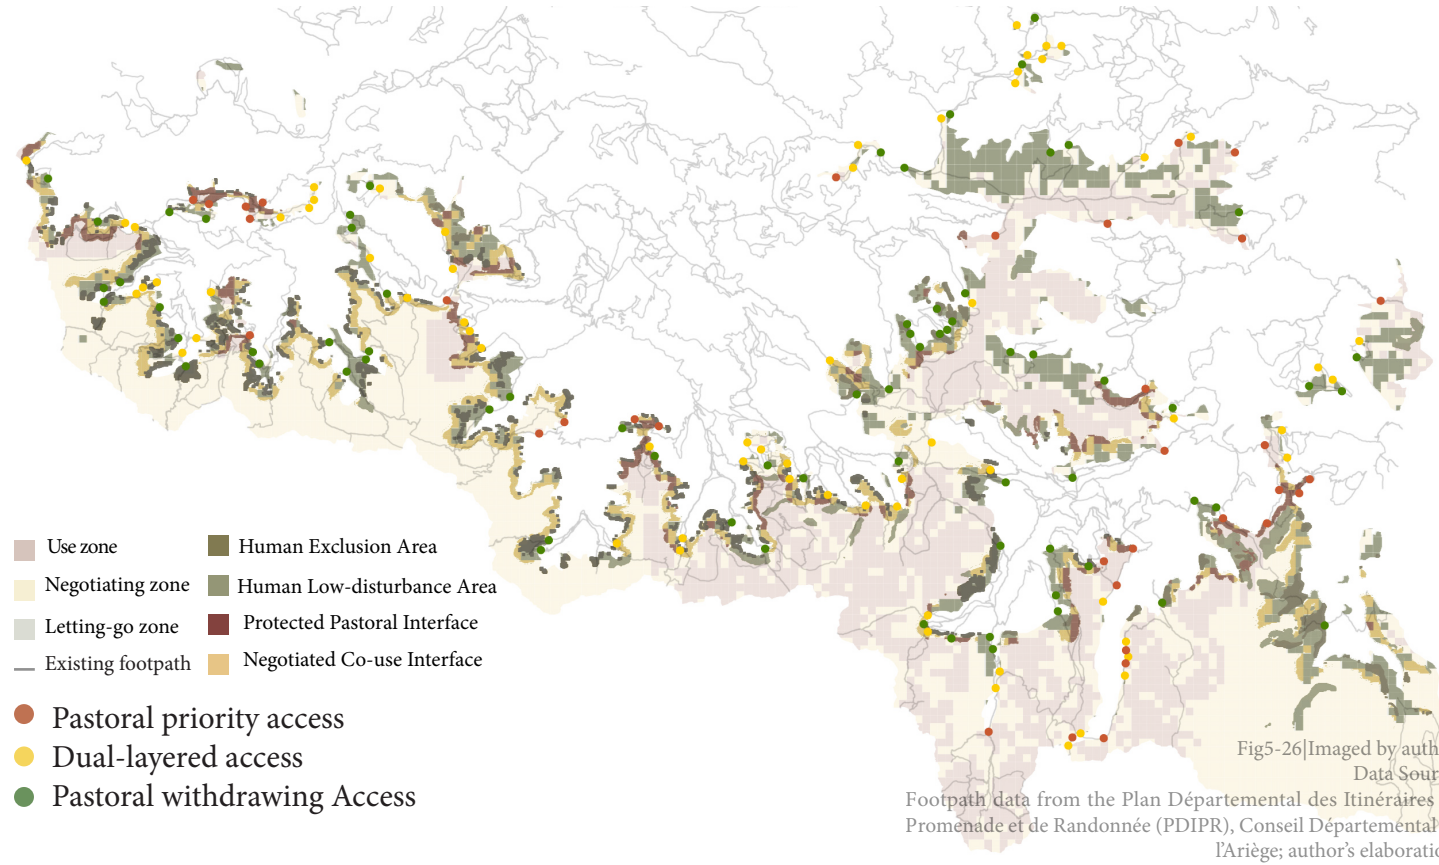 Use zone
Negotiating zone
Letting-go zone
Existing footpath
Human Exclusion Area
Human Low-disturbance Area
Protected Pastoral Interface
Negotiated Co-use Interface
Pastoral priority access
Dual-layered access
Pastoral withdrawing Access
Fig5-26|Imaged by auth
Data Sour
Footpath data from the Plan Départemental des Itinéraires
Promenade et de Randonnée (PDIPR), Conseil Départemental
l'Ariège; author's elaboratio